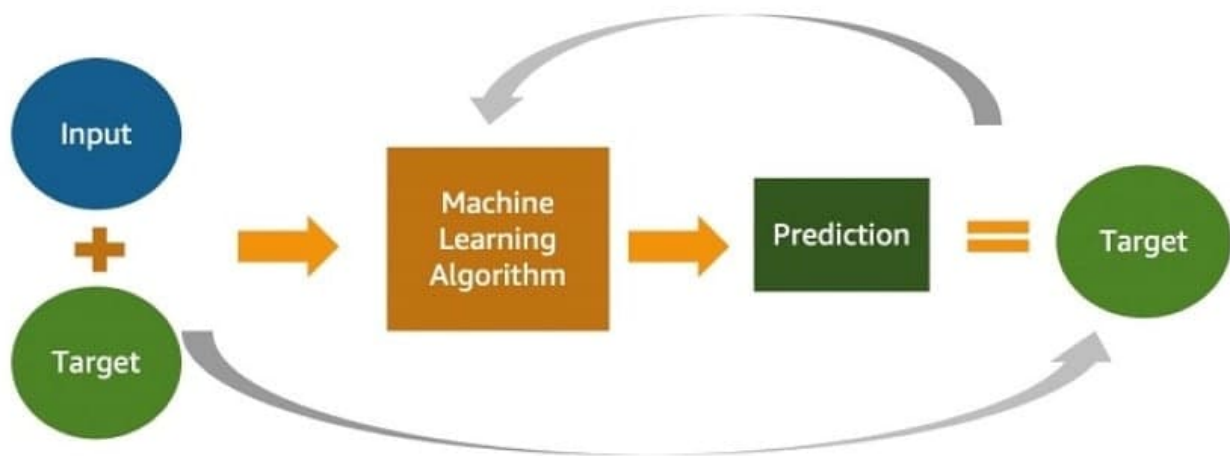 Input
+
Target
Machine
Learning
Algorithm
Prediction
=
Target